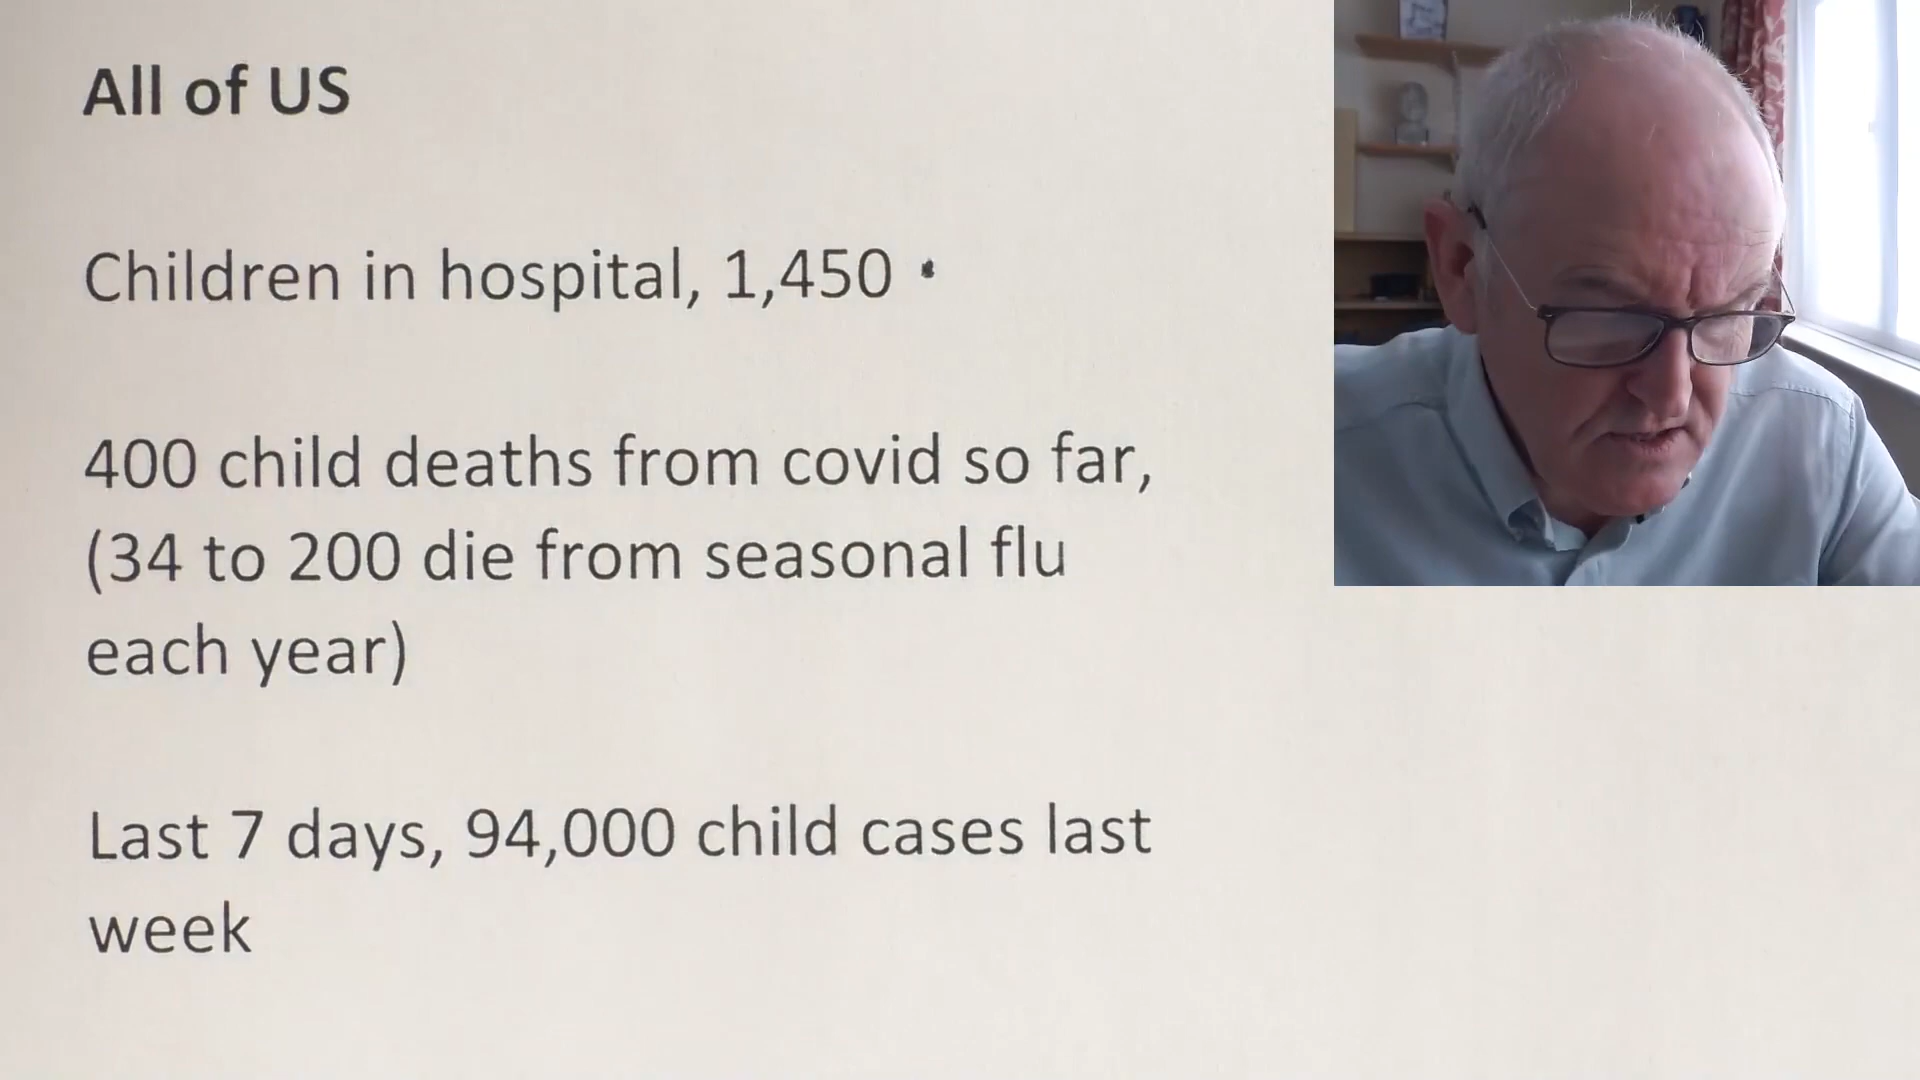 All of US
Children in hospital, 1,450
400 child deaths from covid so far,
(34 to 200 die from seasonal flu
each year)
Last 7 days, 94,000 child cases last
week